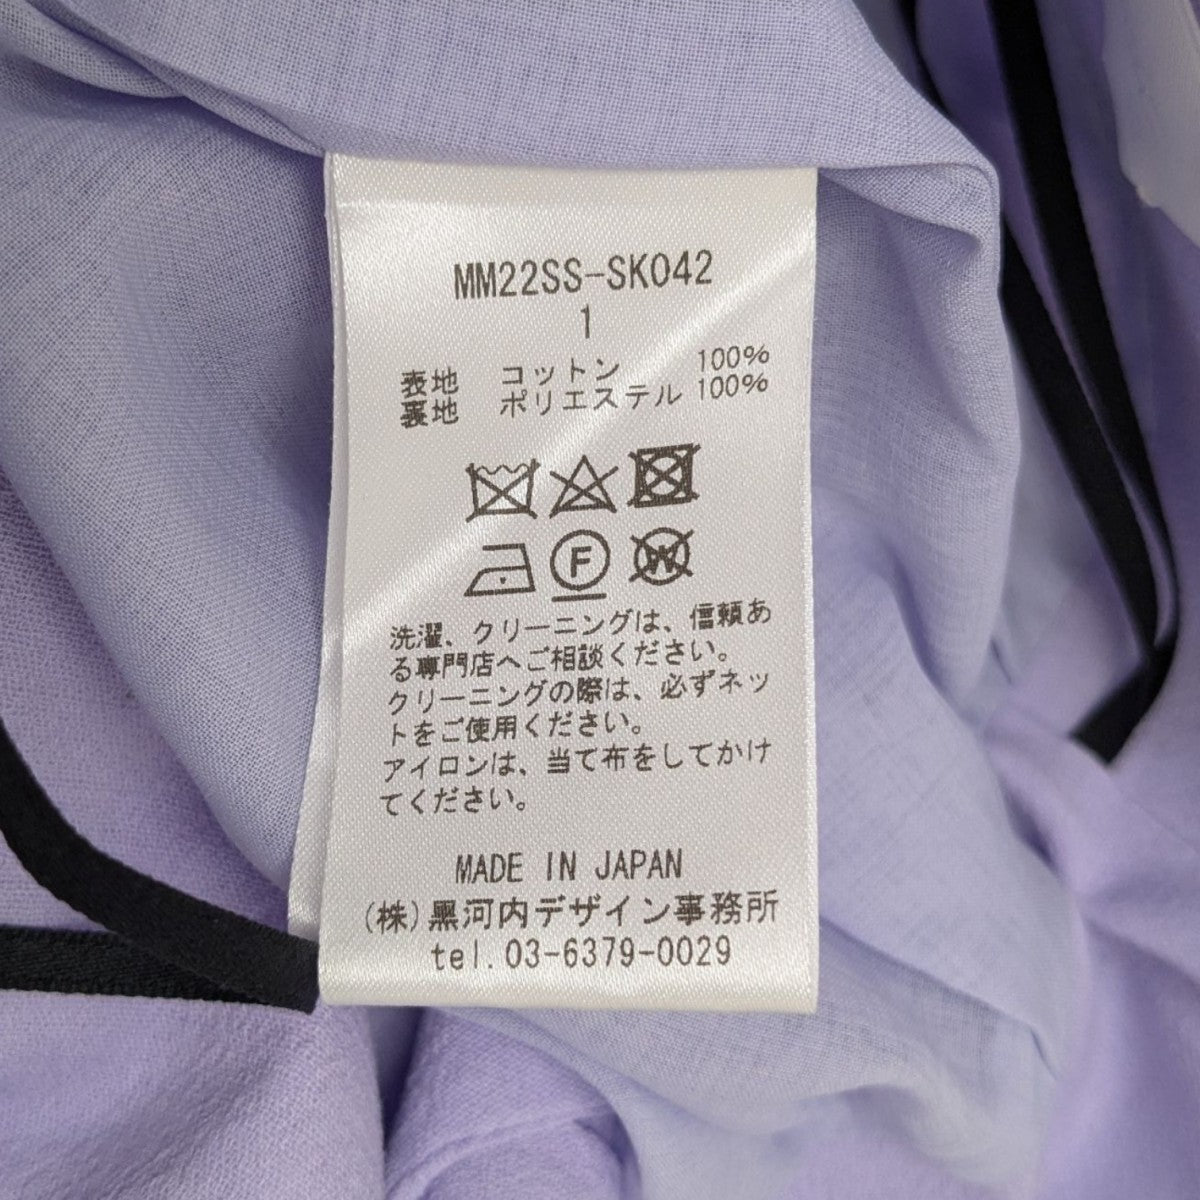 MM22SS-SK042
1
表地 コットン 100%
裏地 ポリエステル 100%
F W
洗濯、クリーニングは、信頼あ
る専門店へご相談ください。
クリーニングの際は、必ずネッ
トをご使用ください。
アイロンは、当て布をしてかけ
てください。
MADE IN JAPAN
(株)黒河内デザイン事務所
tel.03-6379-0029